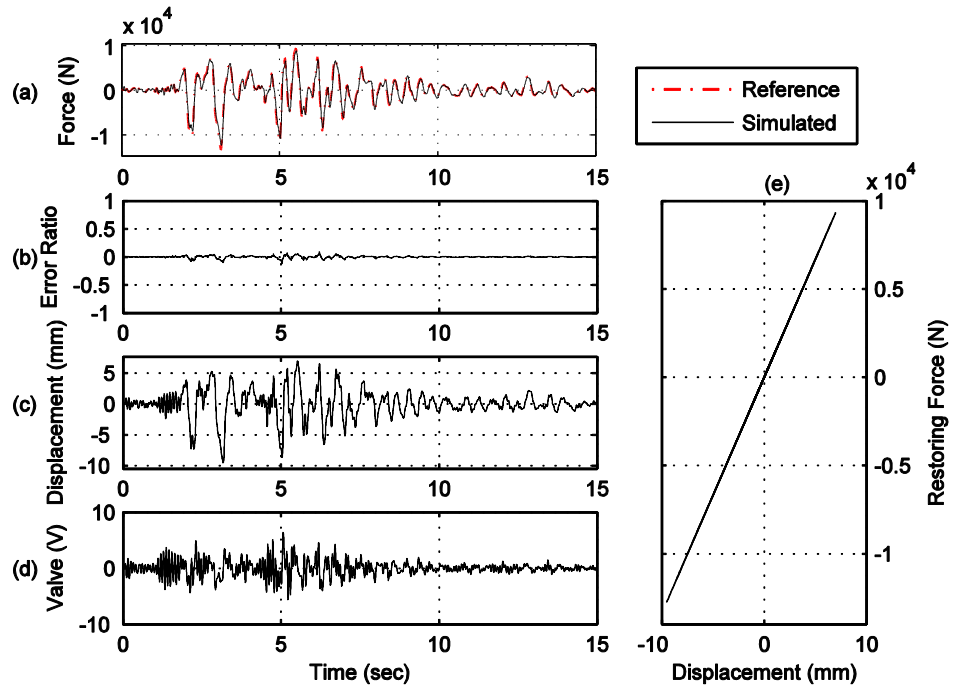 x 10^4
1
0
-1
Force (N)
(a)
0
5
10
15
Reference
Simulated
1
0.5
0
-0.5
-1
Error Ratio
(b)
0
5
10
15
5
0
-5
-10
Displacement (mm)
(c)
0
5
10
15
10
0
-10
Valve (V)
(d)
0
5
10
15
Time (sec)
(e)
x 10^4
1
0.5
0
-0.5
-1
Restoring Force (N)
-10
0
10
Displacement (mm)